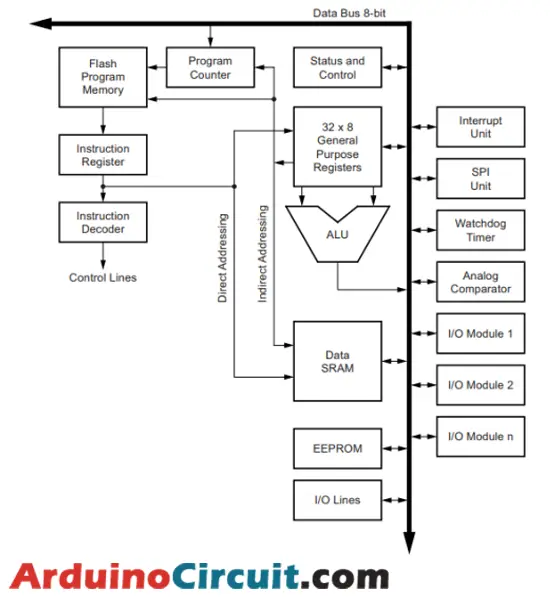 Data Bus 8-bit
Flash
Program
Memory
Program
Counter
Status and
Control
32 x 8
General
Purpose
Registers
Interrupt
Unit
Instruction
Register
SPI
Unit
Instruction
Decoder
ALU
Watchdog
Timer
Control Lines
Direct Addressing
Indirect Addressing
Analog
Comparator
Data
SRAM
I/O Module 1
I/O Module 2
EEPROM
I/O Module n
I/O Lines
ArduinoCircuit.com